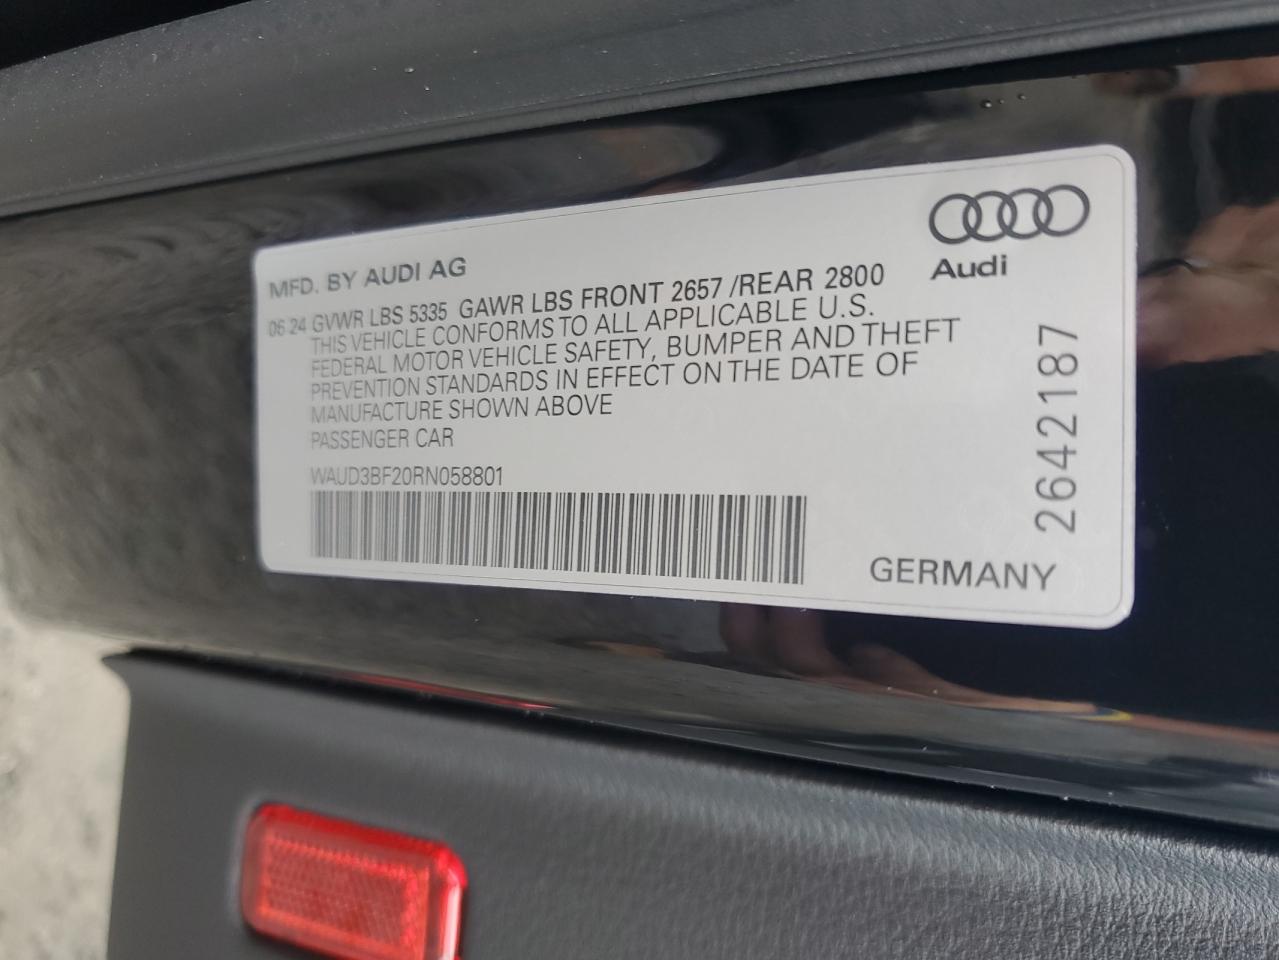 Audi
MFD. BY AUDI AG
06 24 GVWR LBS 5335 GAWR LBS FRONT 2657 /REAR 2800
THIS VEHICLE CONFORMS TO ALL APPLICABLE U.S.
FEDERAL MOTOR VEHICLE SAFETY, BUMPER AND THEFT
PREVENTION STANDARDS IN EFFECT ON THE DATE OF
MANUFACTURE SHOWN ABOVE
PASSENGER CAR
WAUD3BF20RN058801
GERMANY
2642187